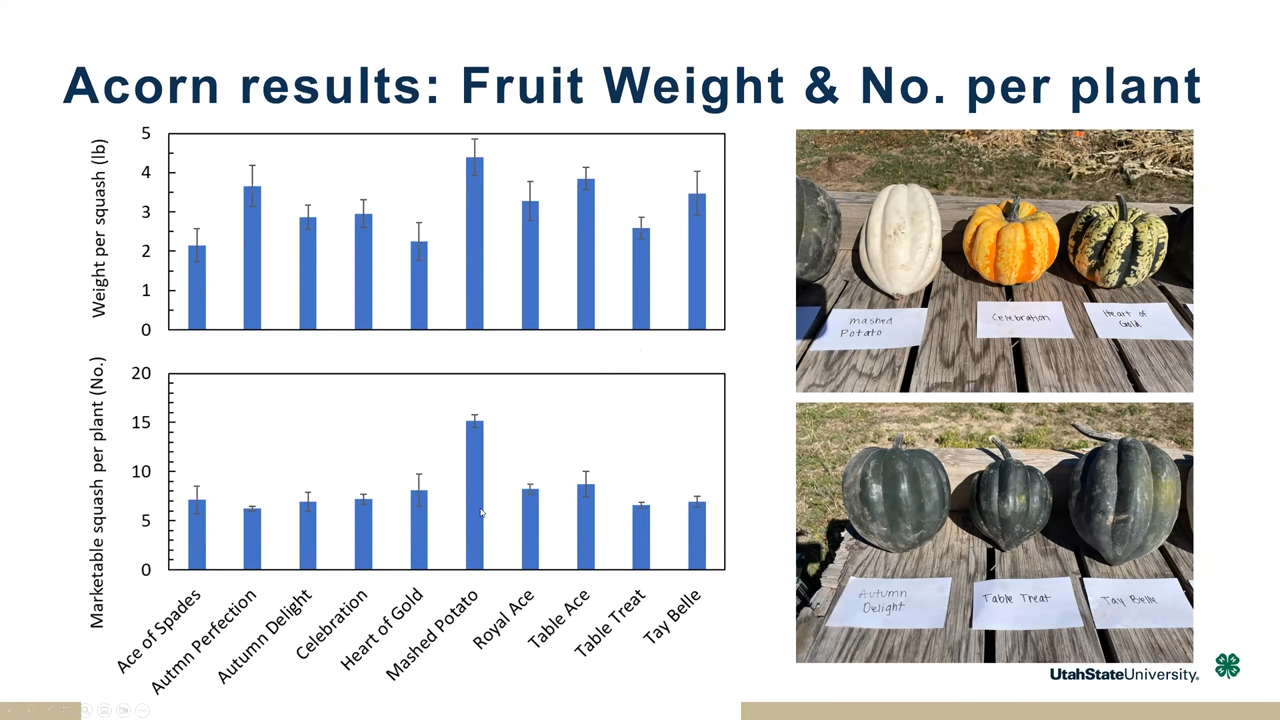 Acorn results: Fruit Weight & No. per plant
Weight per squash (lb)
5
4
3
2
1
0
Marketable squash per plant (No.)
20
15
10
5
0
Ace of Spades
Autmn Perfection
Autumn Delight
Celebration
Heart of Gold
Mashed Potato
Royal Ace
Table Ace
Table Treat
Tay Belle
mashed
Potato
Celebration
Heart of
Gold
Autumn
Delight
Table Treat
Tay Belle
UtahStateUniversity